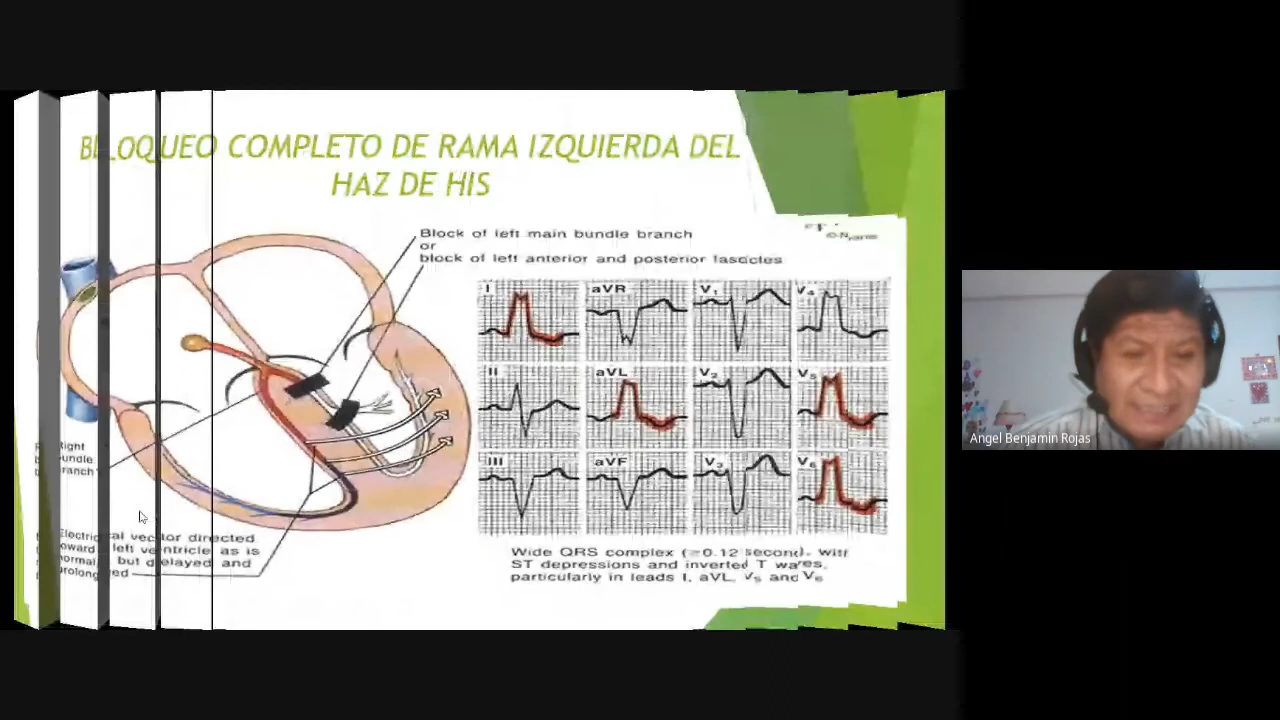 BLOQUEO COMPLETO DE RAMA IZQUIERDA DEL
HAZ DE HIS
Block of left main bundle branch
or
block of left anterior and posterior fascicles
I
aVR
V1
V4
II
aVL
V2
V5
III
aVF
V3
V6
Right
bundle
branch
Electrical vector directed
toward left ventricle as is
normal, but delayed and
prolonged
Wide QRS complex (≥0.12 second), with
ST depressions and inverted T waves,
particularly in leads I, aVL, V5 and V6
Angel Benjamin Rojas